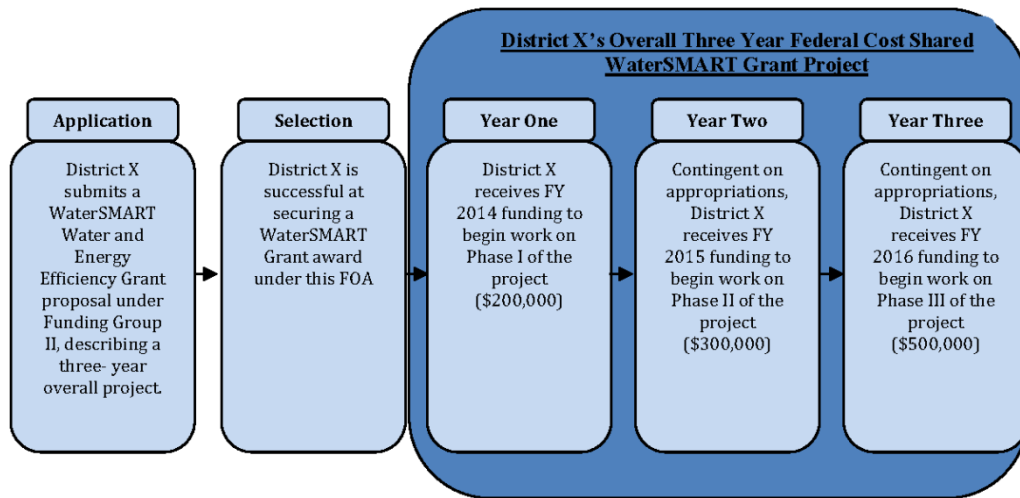 District X's Overall Three Year Federal Cost Shared
WaterSMART Grant Project
Application
District X
submits a
WaterSMART
Water and
Energy
Efficiency Grant
proposal under
Funding Group
II, describing a
three- year
overall project.
Selection
District X is
successful at
securing a
WaterSMART
Grant award
under this FOA
Year One
District X
receives FY
2014 funding to
begin work on
Phase I of the
project
($200,000)
Year Two
Contingent on
appropriations,
District X
receives FY
2015 funding to
begin work on
Phase II of the
project
($300,000)
Year Three
Contingent on
appropriations,
District X
receives FY
2016 funding to
begin work on
Phase III of the
project
($500,000)